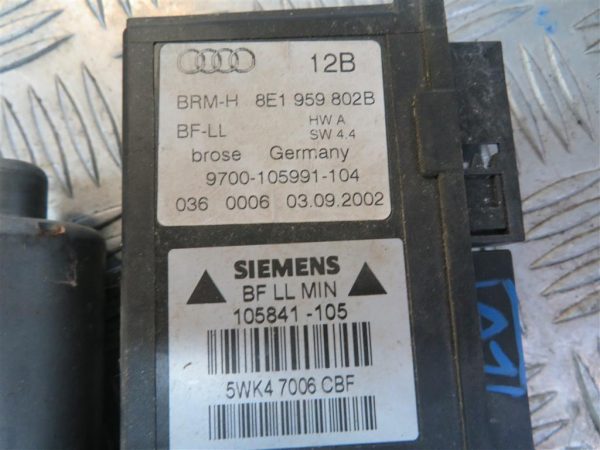 12B
BRM-H 8E1 959 802B
BF-LL HW A
SW 4.4
brose Germany
9700-105991-104
036 0006 03.09.2002
SIEMENS
BF LL MIN
105841-105
5WK4 7006 CBF